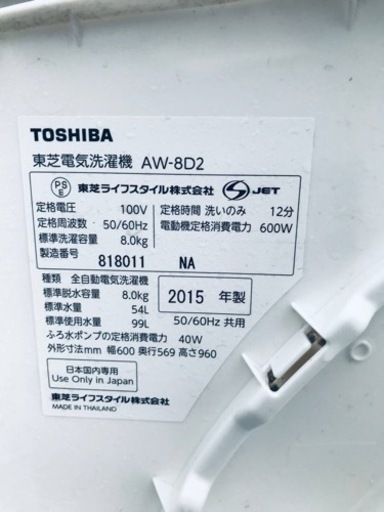 TOSHIBA
東芝電気洗濯機 AW-8D2
PS E 東芝ライフスタイル株式会社 S JET
定格電圧 100V 定格時間 洗いのみ 12分
定格周波数 50/60Hz 電動機定格消費電力 600W
標準洗濯容量 8.0kg
製造番号 818011 NA
種類 全自動電気洗濯機
標準脱水容量 8.0kg 2015 年製
標準水量 54L
標準使用水量 99L 50/60Hz 共用
ふろ水ポンプの定格消費電力 40W
外形寸法mm 幅600 奥行569 高さ960
日本国内専用
Use Only in Japan
東芝ライフスタイル株式会社
MADE IN THAILAND